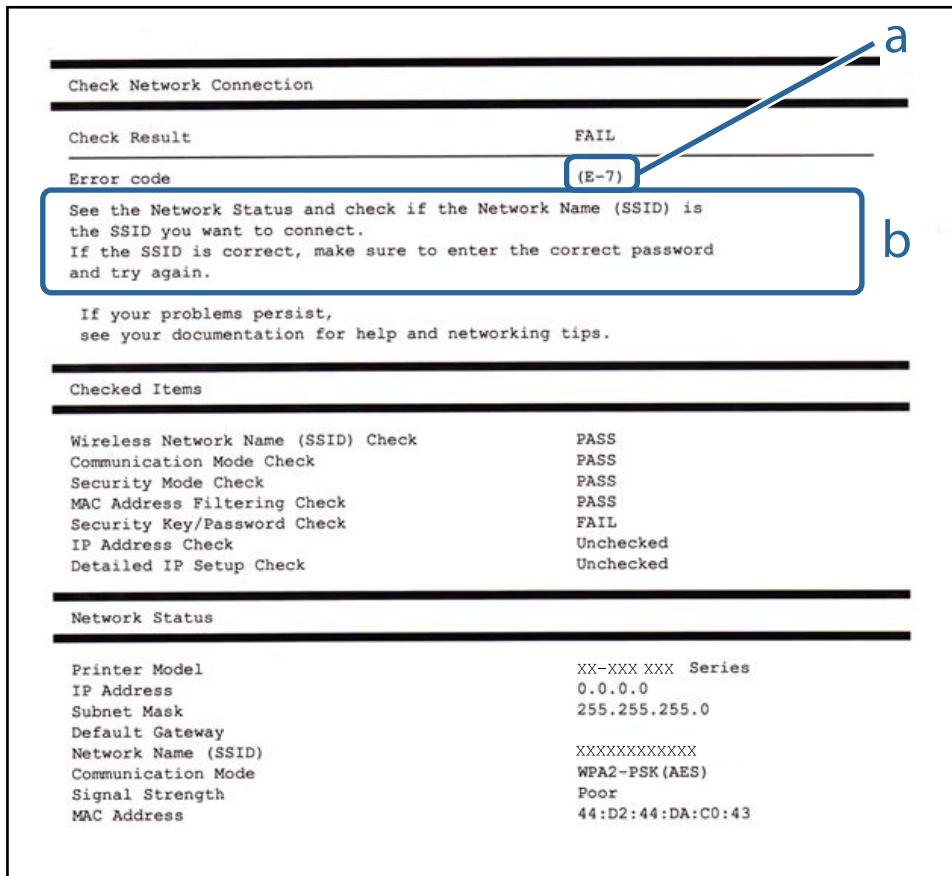 a
Check Network Connection
Check Result FAIL
Error code (E-7)
See the Network Status and check if the Network Name (SSID) is
the SSID you want to connect.
If the SSID is correct, make sure to enter the correct password
and try again.
b
If your problems persist,
see your documentation for help and networking tips.
Checked Items
Wireless Network Name (SSID) Check PASS
Communication Mode Check PASS
Security Mode Check PASS
MAC Address Filtering Check PASS
Security Key/Password Check FAIL
IP Address Check Unchecked
Detailed IP Setup Check Unchecked
Network Status
Printer Model XX-XXX XXX Series
IP Address 0.0.0.0
Subnet Mask 255.255.255.0
Default Gateway
Network Name (SSID) XXXXXXXXXXXX
Communication Mode WPA2-PSK(AES)
Signal Strength Poor
MAC Address 44:D2:44:DA:C0:43